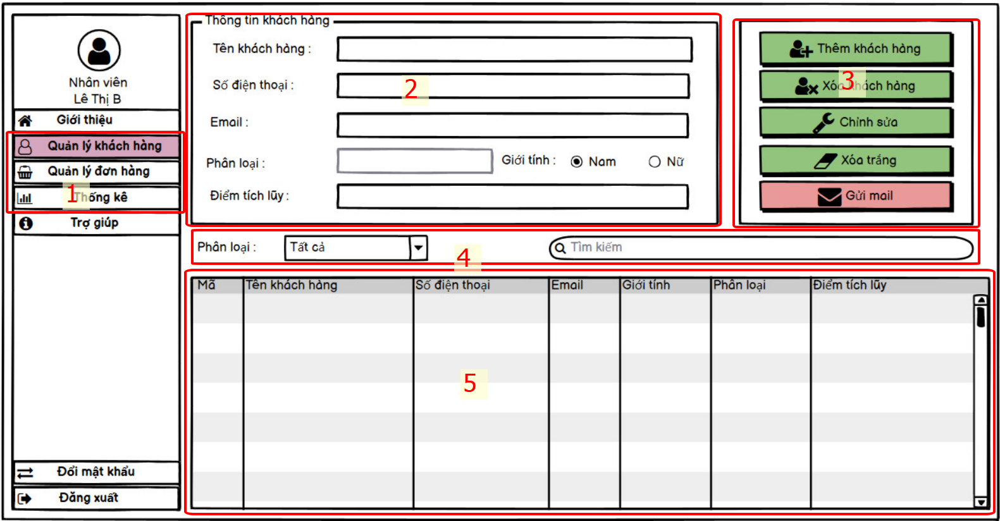 Nhân viên
Lê Thị B
Giới thiệu
Quản lý khách hàng
Quản lý đơn hàng
1
Thống kê
Trợ giúp
Đổi mật khẩu
Đăng xuất
Thông tin khách hàng
Tên khách hàng :
Số điện thoại :
2
Email :
Phân loại :
Giới tính :
Nam
Nữ
Điểm tích lũy :
Thêm khách hàng
3
Xóa khách hàng
Chỉnh sửa
Xóa trắng
Gửi mail
Phân loại :
Tất cả
4
Tìm kiếm
Mã
Tên khách hàng
Số điện thoại
Email
Giới tính
Phân loại
Điểm tích lũy
5